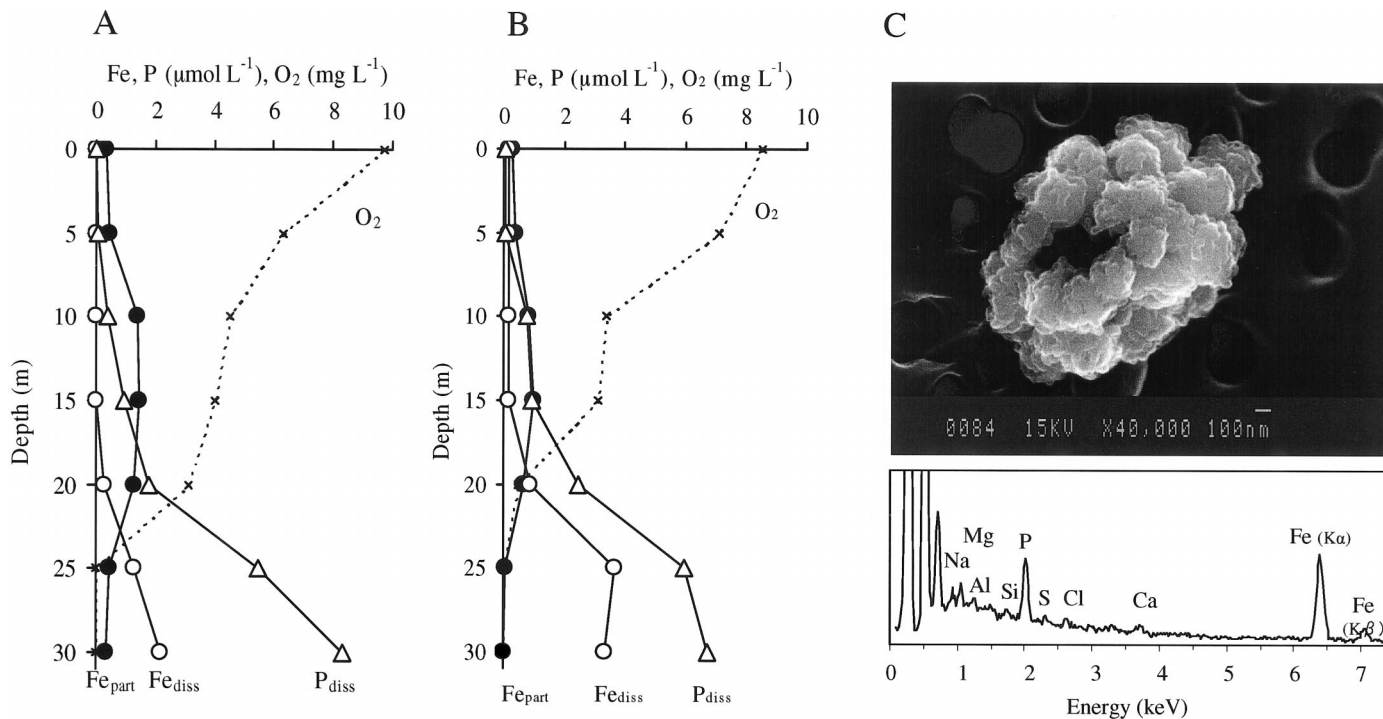 A
Fe, P (μmol L-1), O2 (mg L-1)
0 2 4 6 8 10
0
5
10
15
20
25
30
Depth (m)
O2
Fepart Fediss Pdiss
B
Fe, P (μmol L-1), O2 (mg L-1)
0 2 4 6 8 10
0
5
10
15
20
25
30
Depth (m)
O2
Fepart Fediss Pdiss
C
0084 15KV X40,000 100nm
Na Mg Al Si P S Cl Ca Fe (Kα) Fe (Kβ)
0 1 2 3 4 5 6 7
Energy (keV)